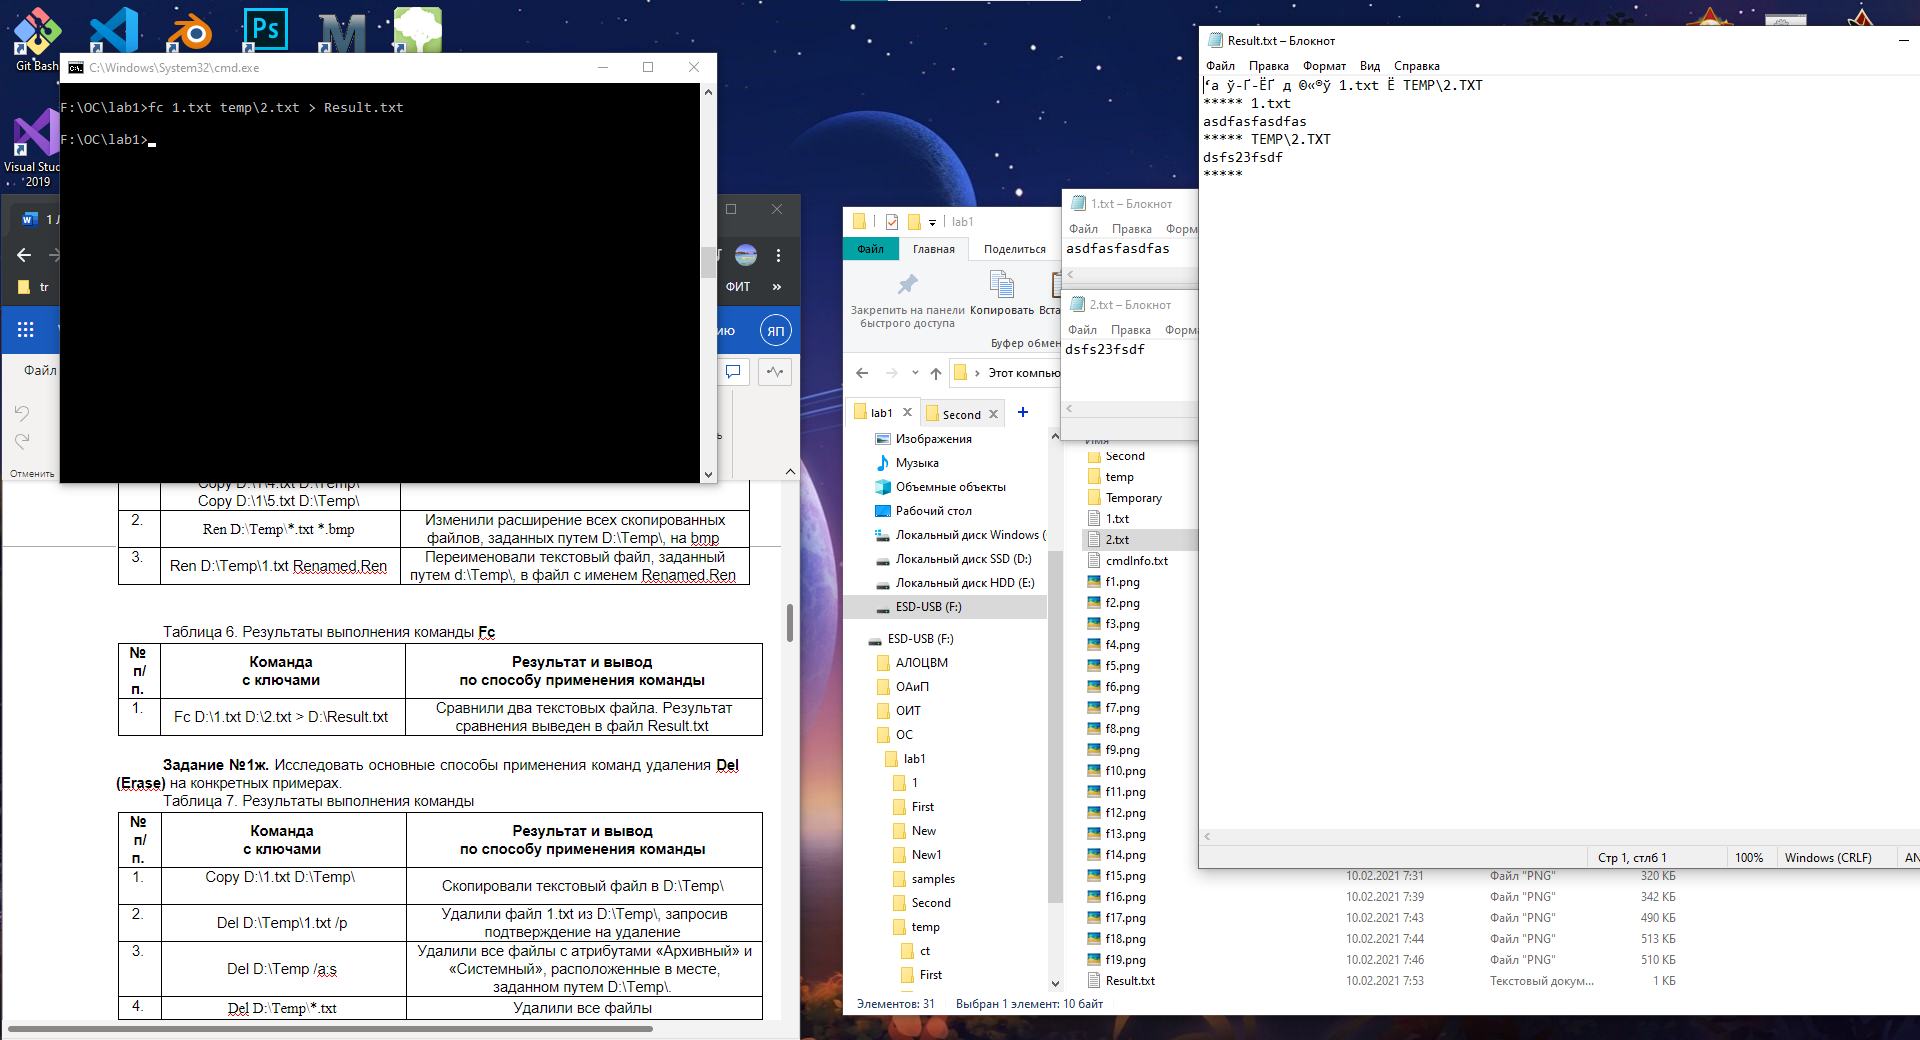 Git Bash
Visual Stud
2019
C:\Windows\System32\cmd.exe
F:\OC\lab1>fc 1.txt temp\2.txt > Result.txt
F:\OC\lab1>
1 Л
tr
ФИТ
ию
ЯП
Файл
Отменить
Copy D:\1\4.txt D:\Temp\
Copy D:\1\5.txt D:\Temp\
2.
Ren D:\Temp\*.txt *.bmp
Изменили расширение всех скопированных
файлов, заданных путем D:\Temp\, на bmp
3.
Ren D:\Temp\1.txt Renamed.Ren
Переименовали текстовый файл, заданный
путем d:\Temp\, в файл с именем Renamed.Ren
Таблица 6. Результаты выполнения команды Fc
№
п/
п.
Команда
с ключами
Результат и вывод
по способу применения команды
1.
Fc D:\1.txt D:\2.txt > D:\Result.txt
Сравнили два текстовых файла. Результат
сравнения выведен в файл Result.txt
Задание №1ж. Исследовать основные способы применения команд удаления Del
(Erase) на конкретных примерах.
Таблица 7. Результаты выполнения команды
№
п/
п.
Команда
с ключами
Результат и вывод
по способу применения команды
1.
Copy D:\1.txt D:\Temp\
Скопировали текстовый файл в D:\Temp\
2.
Del D:\Temp\1.txt /p
Удалили файл 1.txt из D:\Temp\, запросив
подтверждение на удаление
3.
Del D:\Temp /a:s
Удалили все файлы с атрибутами «Архивный» и
«Системный», расположенные в месте,
заданном путем D:\Temp\.
4.
Del D:\Temp\*.txt
Удалили все файлы
lab1
Файл
Главная
Поделиться
Закрепить на панели
быстрого доступа
Копировать
Вста
Буфер обмен
Этот компью
lab1
Second
Изображения
Музыка
Объемные объекты
Рабочий стол
Локальный диск Windows (
Локальный диск SSD (D:)
Локальный диск HDD (E:)
ESD-USB (F:)
ESD-USB (F:)
АЛОЦВМ
ОАиП
ОИТ
ОС
lab1
1
First
New
New1
samples
Second
temp
ct
First
Имя
Second
temp
Temporary
1.txt
2.txt
cmdInfo.txt
f1.png
f2.png
f3.png
f4.png
f5.png
f6.png
f7.png
f8.png
f9.png
f10.png
f11.png
f12.png
f13.png
f14.png
f15.png 10.02.2021 7:31 Файл "PNG" 320 КБ
f16.png 10.02.2021 7:39 Файл "PNG" 342 КБ
f17.png 10.02.2021 7:43 Файл "PNG" 490 КБ
f18.png 10.02.2021 7:44 Файл "PNG" 513 КБ
f19.png 10.02.2021 7:46 Файл "PNG" 510 КБ
Result.txt 10.02.2021 7:53 Текстовый докум... 1 КБ
Элементов: 31 Выбран 1 элемент: 10 байт
1.txt – Блокнот
Файл Правка Форм
asdfasfasdfas
2.txt – Блокнот
Файл Правка Форма
dsfs23fsdf
Result.txt – Блокнот
Файл Правка Формат Вид Справка
‘а ў-Ґ-ЁҐ д ©«®ў 1.txt Ё TEMP\2.TXT
***** 1.txt
asdfasfasdfas
***** TEMP\2.TXT
dsfs23fsdf
*****
Стр 1, стлб 1
100%
Windows (CRLF)
AN